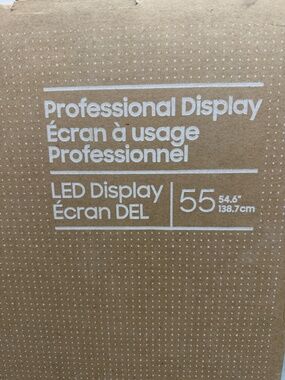 Professional Display
Écran à usage
Professionnel
LED Display
Écran DEL
55 54.6"
138.7cm